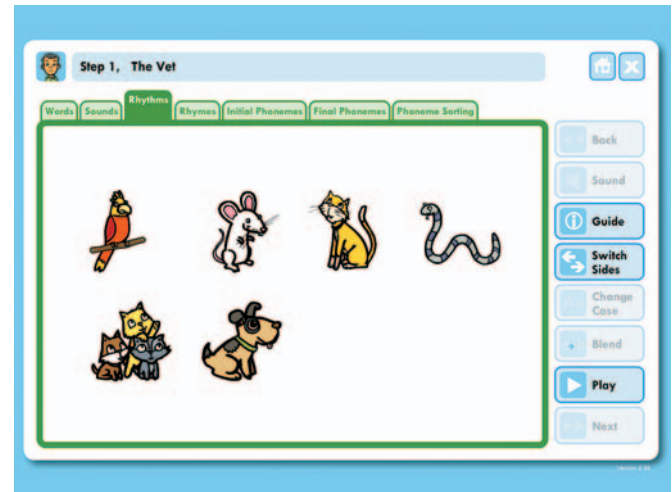 Step 1, The Vet
Words Sounds Rhythms Rhymes Initial Phonemes Final Phonemes Phoneme Sorting
Back
Sound
Guide
Switch
Sides
Change
Case
Blend
Play
Next